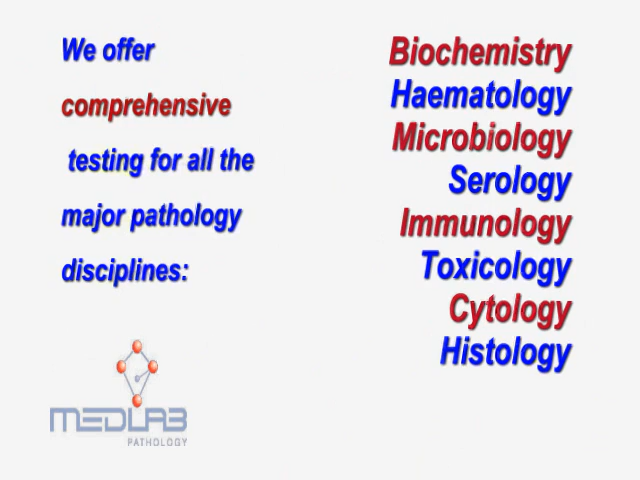 We offer
comprehensive
testing for all the
major pathology
disciplines:
Biochemistry
Haematology
Microbiology
Serology
Immunology
Toxicology
Cytology
Histology
MEDLAB
PATHOLOGY